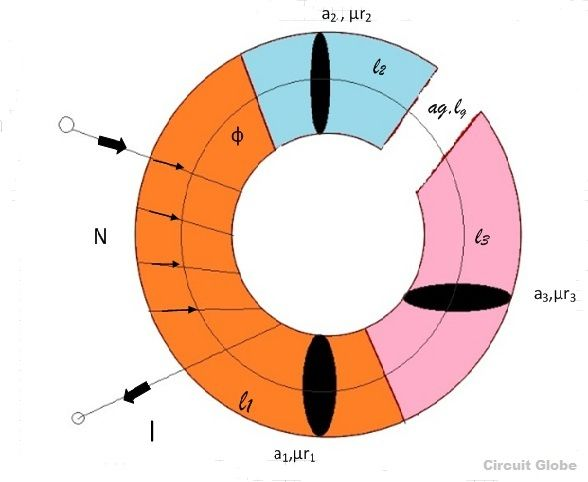 a₂ , μr₂
l₂
ag.lg
ϕ
N
l₃
a₃,μr₃
l₁
I
a₁,μr₁
Circuit Globe